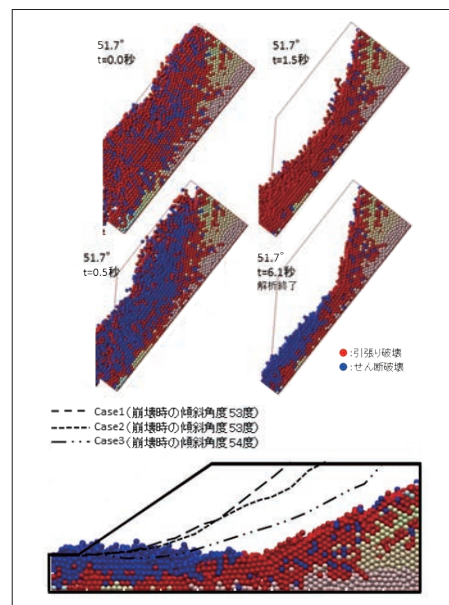 51.7°
t=0.0秒
51.7°
t=1.5秒
51.7°
t=0.5秒
51.7°
t=6.1秒
解析終了
●:引張り破壊
●:せん断破壊
Case1(崩壊時の傾斜角度53度)
Case2(崩壊時の傾斜角度53度)
Case3(崩壊時の傾斜角度54度)